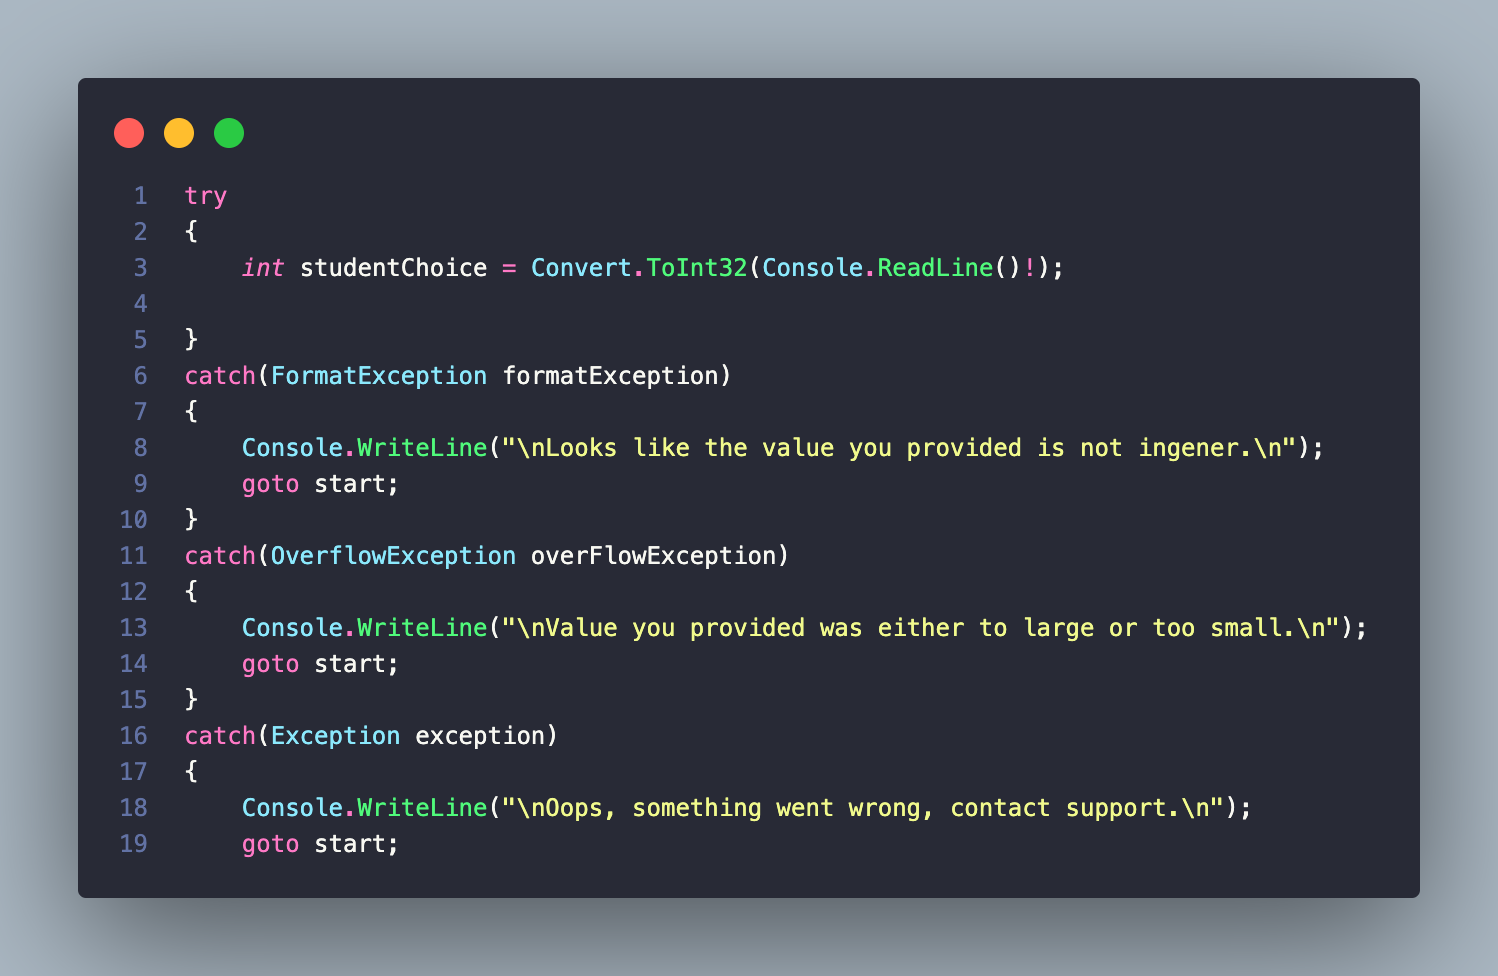 1 try
2 {
3     int studentChoice = Convert.ToInt32(Console.ReadLine()!);
4
5 }
6 catch(FormatException formatException)
7 {
8     Console.WriteLine("\nLooks like the value you provided is not ingener.\n");
9     goto start;
10 }
11 catch(OverflowException overFlowException)
12 {
13     Console.WriteLine("\nValue you provided was either to large or too small.\n");
14     goto start;
15 }
16 catch(Exception exception)
17 {
18     Console.WriteLine("\nOops, something went wrong, contact support.\n");
19     goto start;